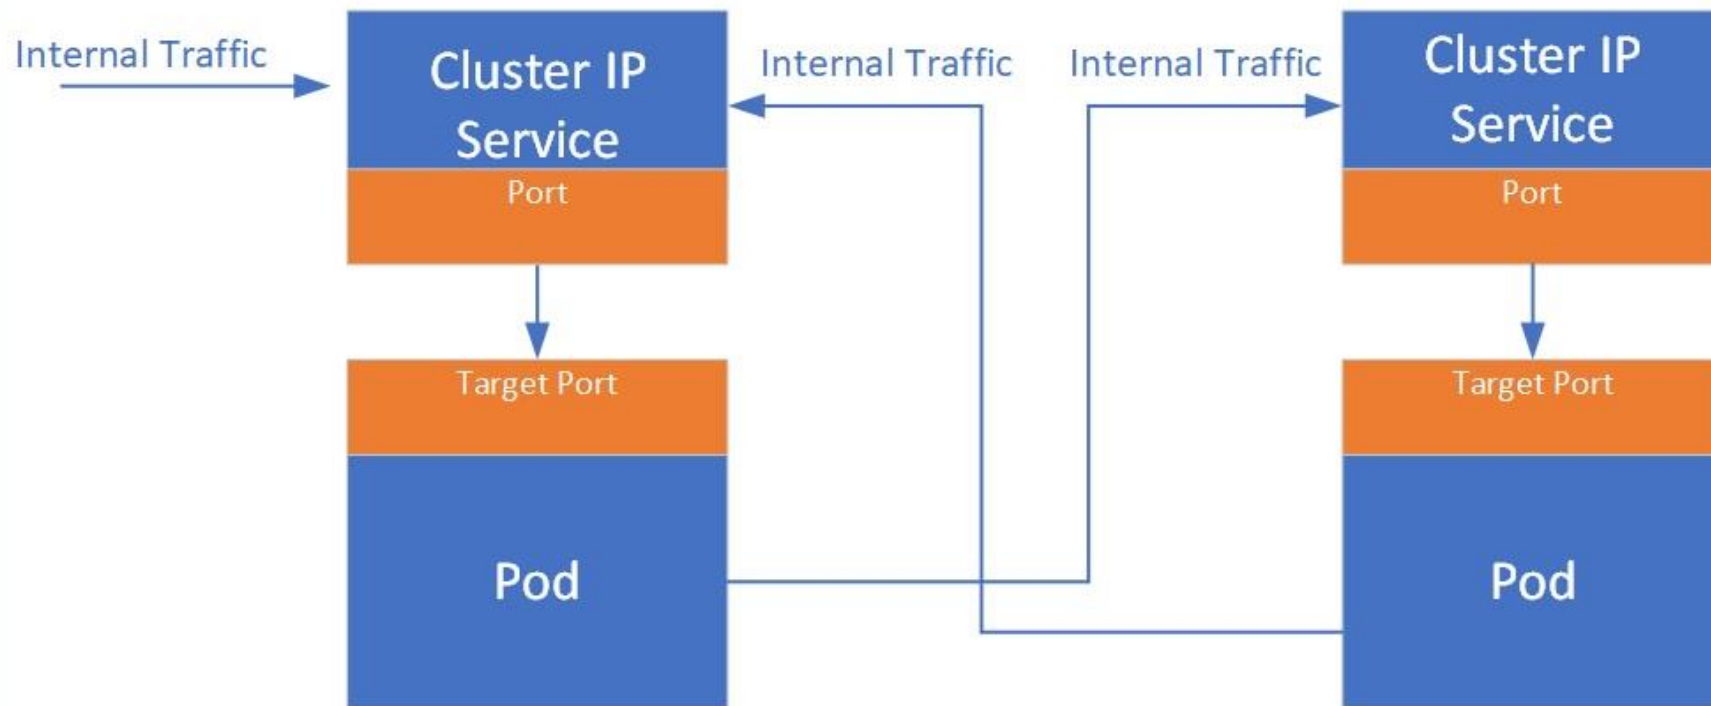 Internal Traffic
Cluster IP
Service
Port
Target Port
Pod
Internal Traffic
Internal Traffic
Cluster IP
Service
Port
Target Port
Pod